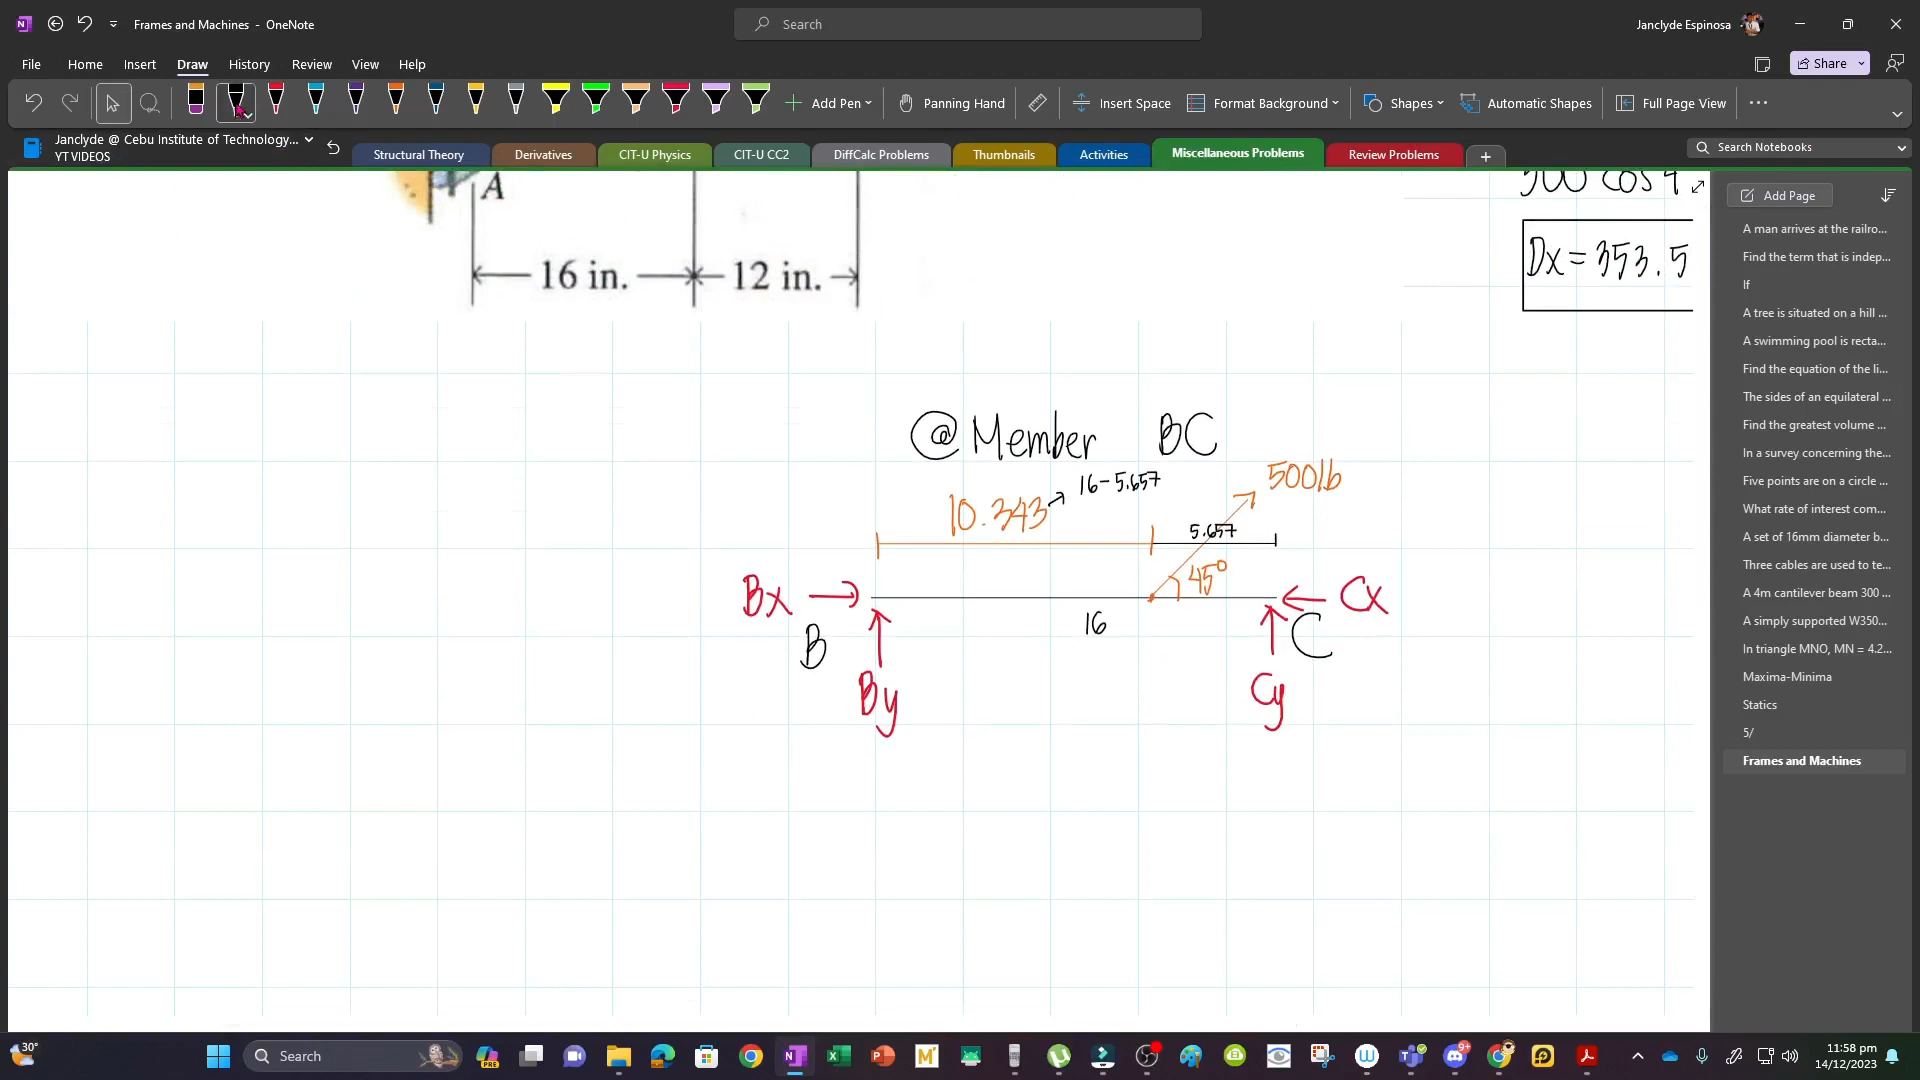 Frames and Machines - OneNote
Search
Janclyde Espinosa
File Home Insert Draw History Review View Help
Share
Add Pen
Panning Hand
Insert Space
Format Background
Shapes
Automatic Shapes
Full Page View
Janclyde @ Cebu Institute of Technology...
YT VIDEOS
Structural Theory
Derivatives
CIT-U Physics
CIT-U CC2
DiffCalc Problems
Thumbnails
Activities
Miscellaneous Problems
Review Problems
Search Notebooks
Add Page
A man arrives at the railro...
Find the term that is indep...
If
A tree is situated on a hill ...
A swimming pool is recta...
Find the equation of the li...
The sides of an equilateral ...
Find the greatest volume ...
In a survey concerning the...
Five points are on a circle ...
What rate of interest com...
A set of 16mm diameter b...
Three cables are used to te...
A 4m cantilever beam 300 ...
A simply supported W350...
In triangle MNO, MN = 4.2...
Maxima-Minima
Statics
5/
Frames and Machines
A
16 in. 12 in.
500 cos 4
Dx = 353.5
@ Member BC
16 - 5.657
10.343
500lb
5.657
45°
Bx
Cx
B
16
C
By
Cy
30°
Search
PRE
9+
11:58 pm
14/12/2023